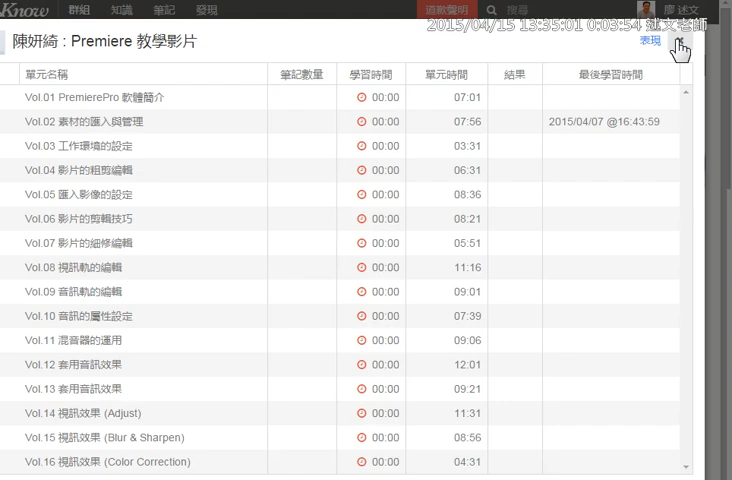 Know 群組 知識 筆記 發現 道歉聲明 搜尋 廖 述文
2015/04/15 13:35:01 0:03:54 述文老師
陳妍綺 : Premiere 教學影片 表現
單元名稱 筆記數量 學習時間 單元時間 結果 最後學習時間
Vol.01 PremierePro 軟體簡介 00:00 07:01
Vol.02 素材的匯入與管理 00:00 07:56 2015/04/07 @16:43:59
Vol.03 工作環境的設定 00:00 03:31
Vol.04 影片的粗剪編輯 00:00 06:31
Vol.05 匯入影像的設定 00:00 08:36
Vol.06 影片的剪輯技巧 00:00 08:21
Vol.07 影片的細修編輯 00:00 05:51
Vol.08 視訊軌的編輯 00:00 11:16
Vol.09 音訊軌的編輯 00:00 09:01
Vol.10 音訊的屬性設定 00:00 07:39
Vol.11 混音器的運用 00:00 09:06
Vol.12 套用音訊效果 00:00 12:01
Vol.13 套用音訊效果 00:00 09:21
Vol.14 視訊效果 (Adjust) 00:00 11:31
Vol.15 視訊效果 (Blur & Sharpen) 00:00 08:56
Vol.16 視訊效果 (Color Correction) 00:00 04:31